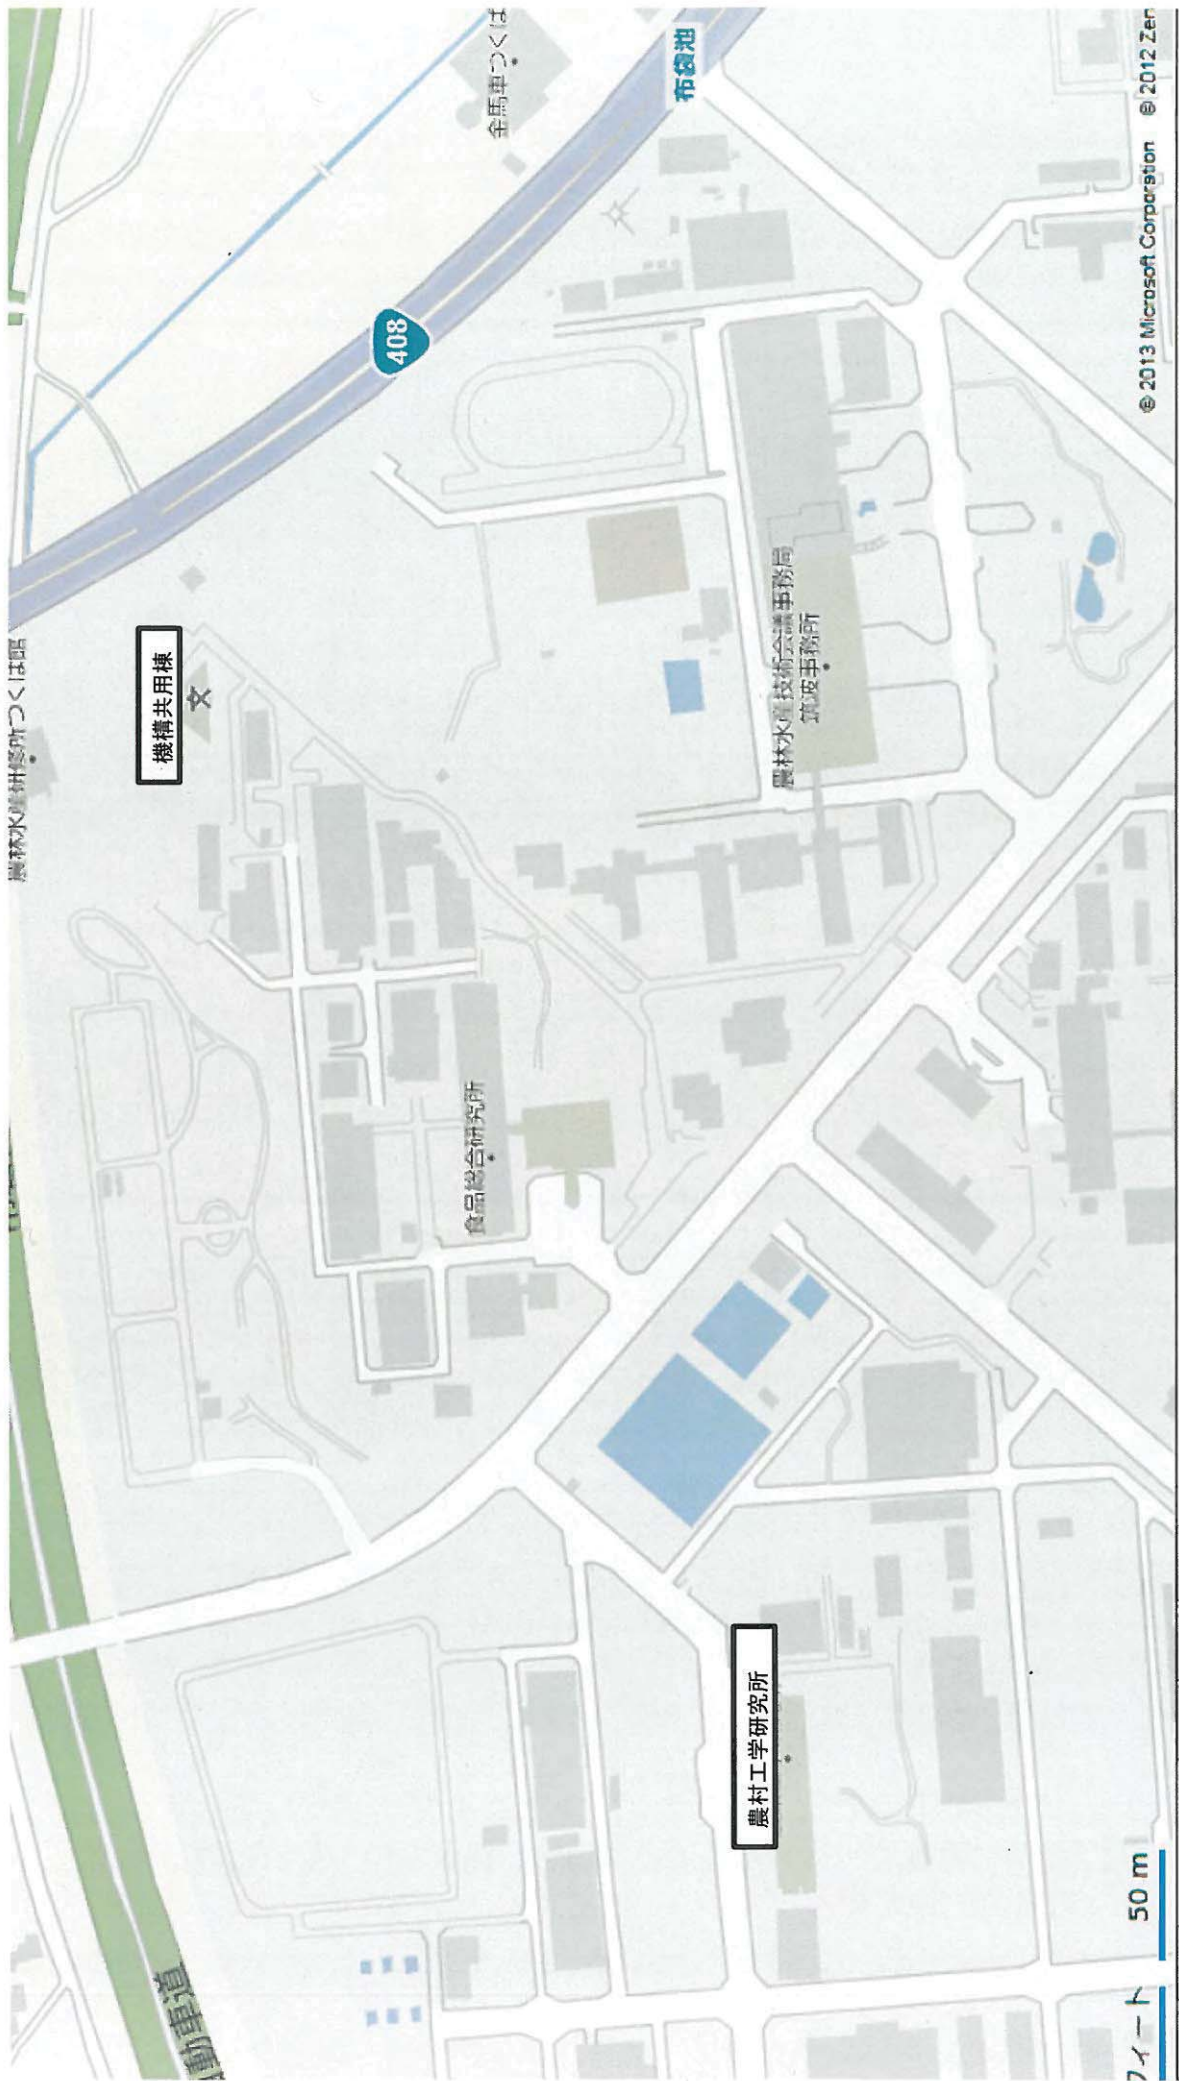 農林水産研修所つくば館
機構共用棟
文
408
金馬車つくば
布袋池
食品総合研究所
農林水産技術会議事務局
筑波事務所
農村工学研究所
動車道
フィート
50 m
© 2013 Microsoft Corporation
© 2012 Zen